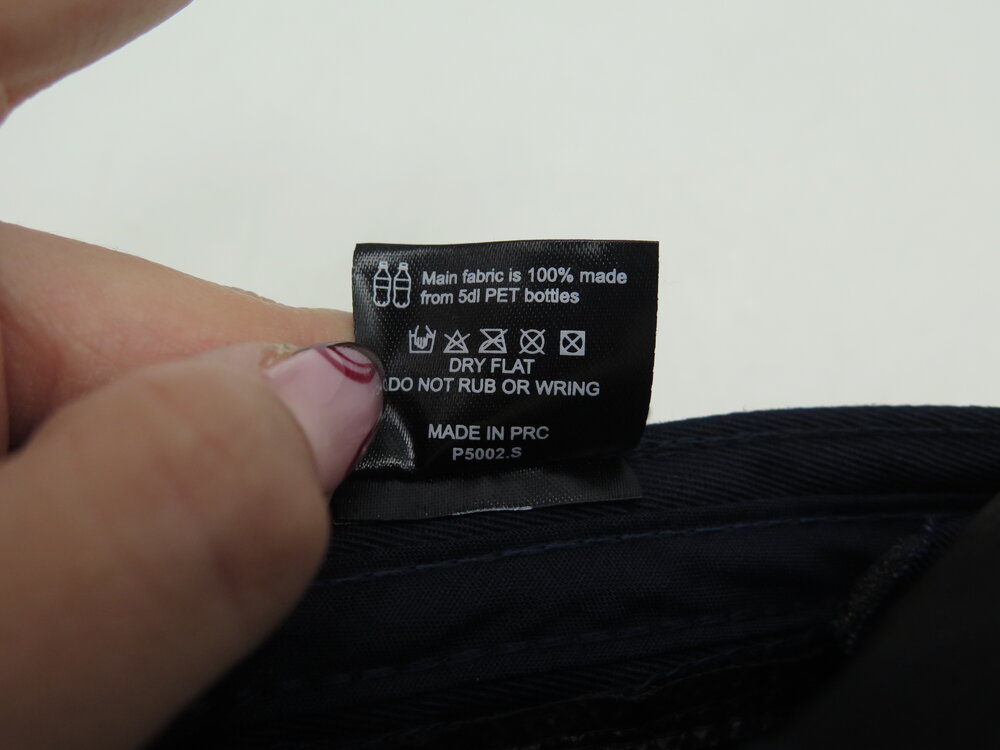 Main fabric is 100% made
from 5dl PET bottles
DRY FLAT
DO NOT RUB OR WRING
MADE IN PRC
P5002.S